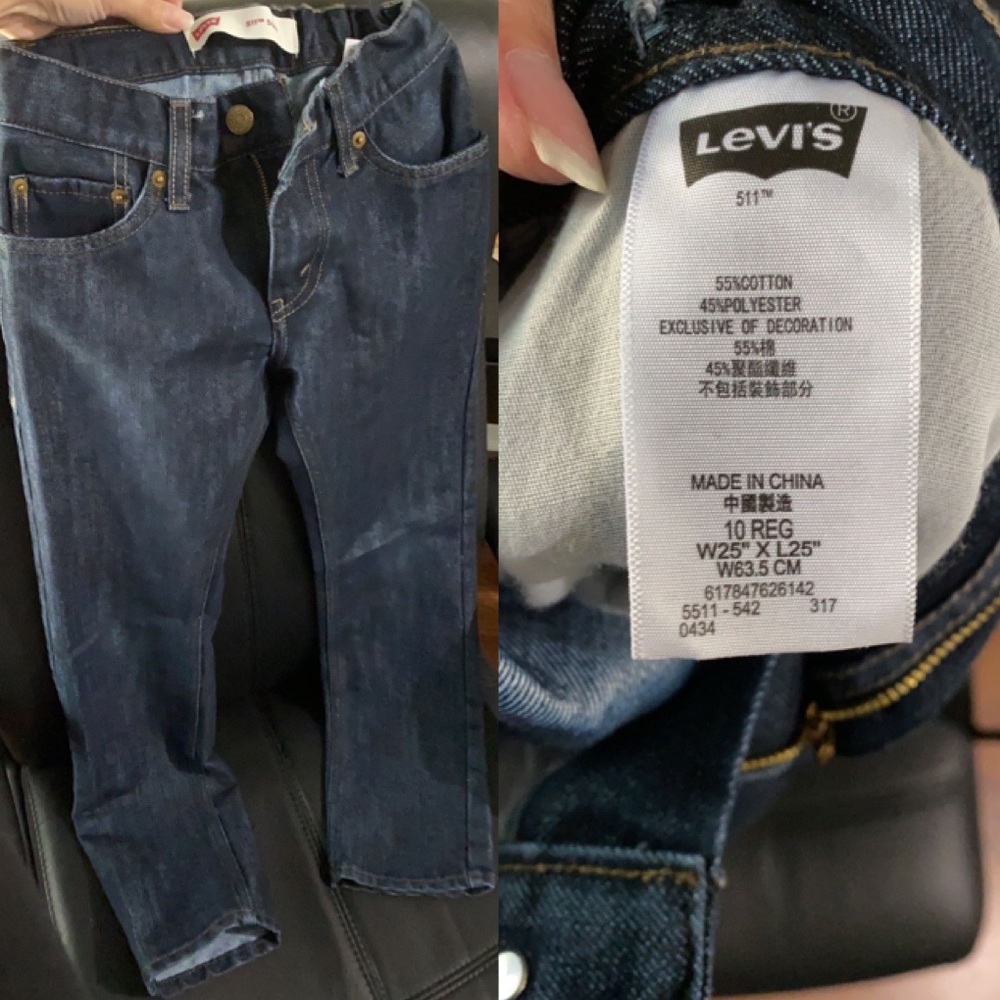 Levi's
511™ S
LEVI'S®
511™
55%COTTON
45%POLYESTER
EXCLUSIVE OF DECORATION
55%棉
45%聚酯纖維
不包括裝飾部分
MADE IN CHINA
中國製造
10 REG
W25" X L25"
W63.5 CM
617847626142
5511 - 542 317
0434